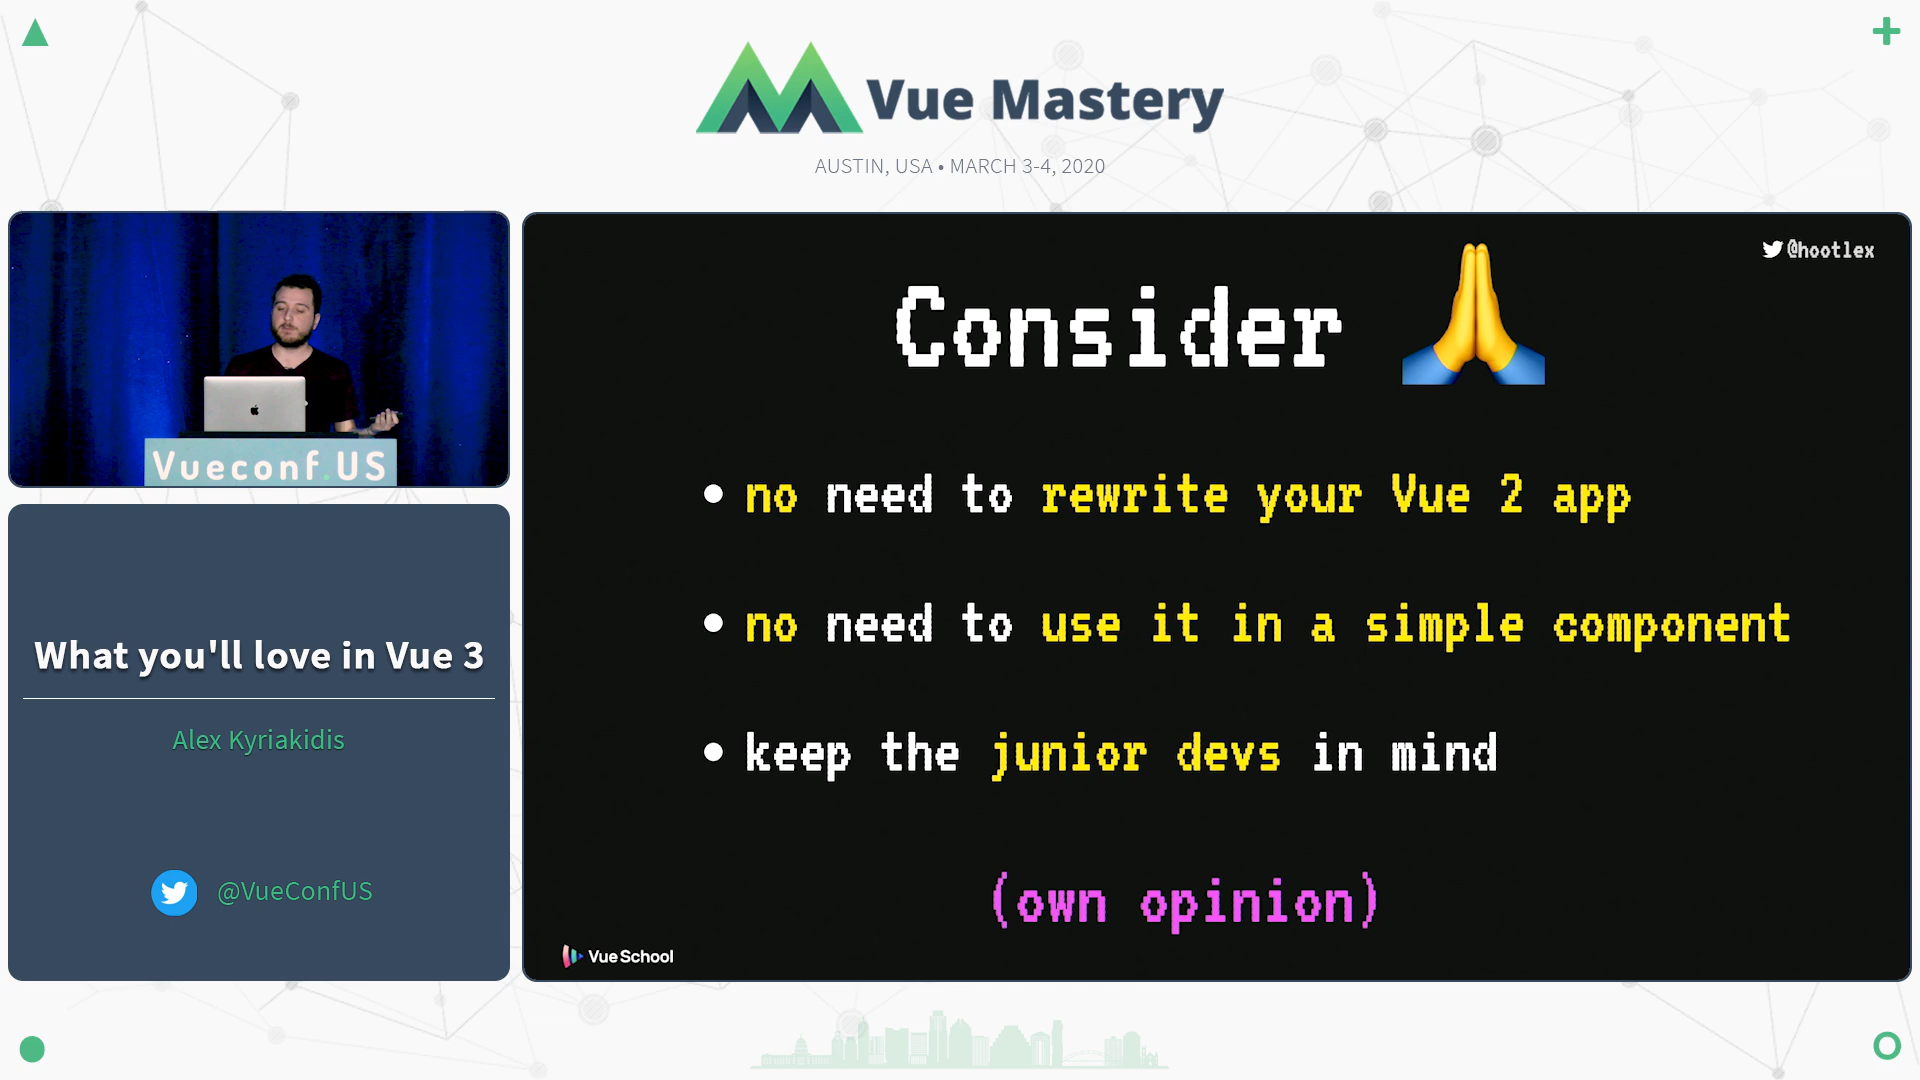 Vue Mastery
AUSTIN, USA • MARCH 3-4, 2020
Vueconf.US
What you'll love in Vue 3
Alex Kyriakidis
@VueConfUS
@hootlex
Consider 🙏
• no need to rewrite your Vue 2 app
• no need to use it in a simple component
• keep the junior devs in mind
(own opinion)
Vue School